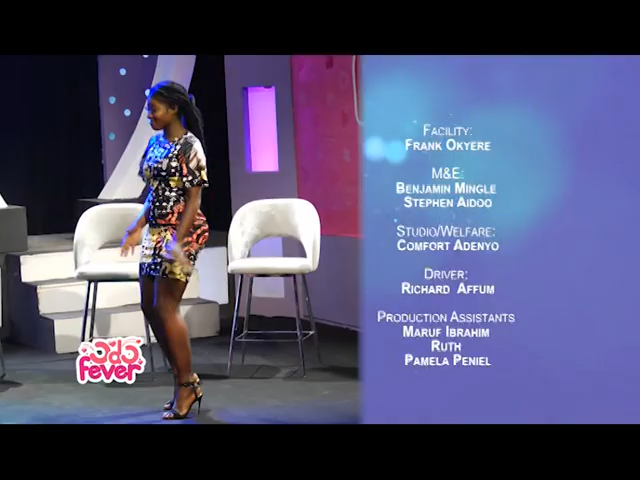 Facility:
Frank Okyere
M&E:
Benjamin Mingle
Stephen Aidoo
Studio/Welfare:
Comfort Adenyo
Driver:
Richard Affum
Production Assistants
Maruf Ibrahim
Ruth
Pamela Peniel
Odo
fever